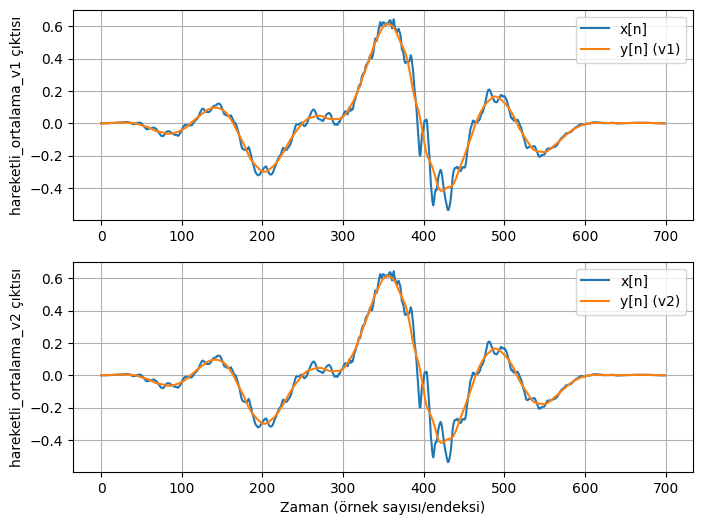 hareketli_ortalama_v1 çıktısı
0.6
0.4
0.2
0.0
−0.2
−0.4
x[n]
y[n] (v1)
0 100 200 300 400 500 600 700
hareketli_ortalama_v2 çıktısı
0.6
0.4
0.2
0.0
−0.2
−0.4
x[n]
y[n] (v2)
0 100 200 300 400 500 600 700
Zaman (örnek sayısı/endeksi)